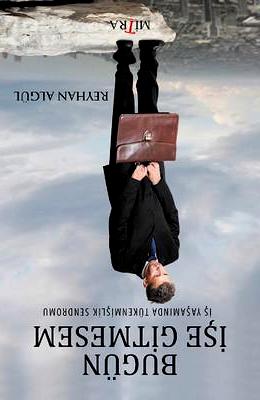 BUGÜN
İŞE GİTMESEM
İŞ YAŞAMINDA TÜKENMİŞLİK SENDROMU
REYHAN ALGÜL
MİTRA